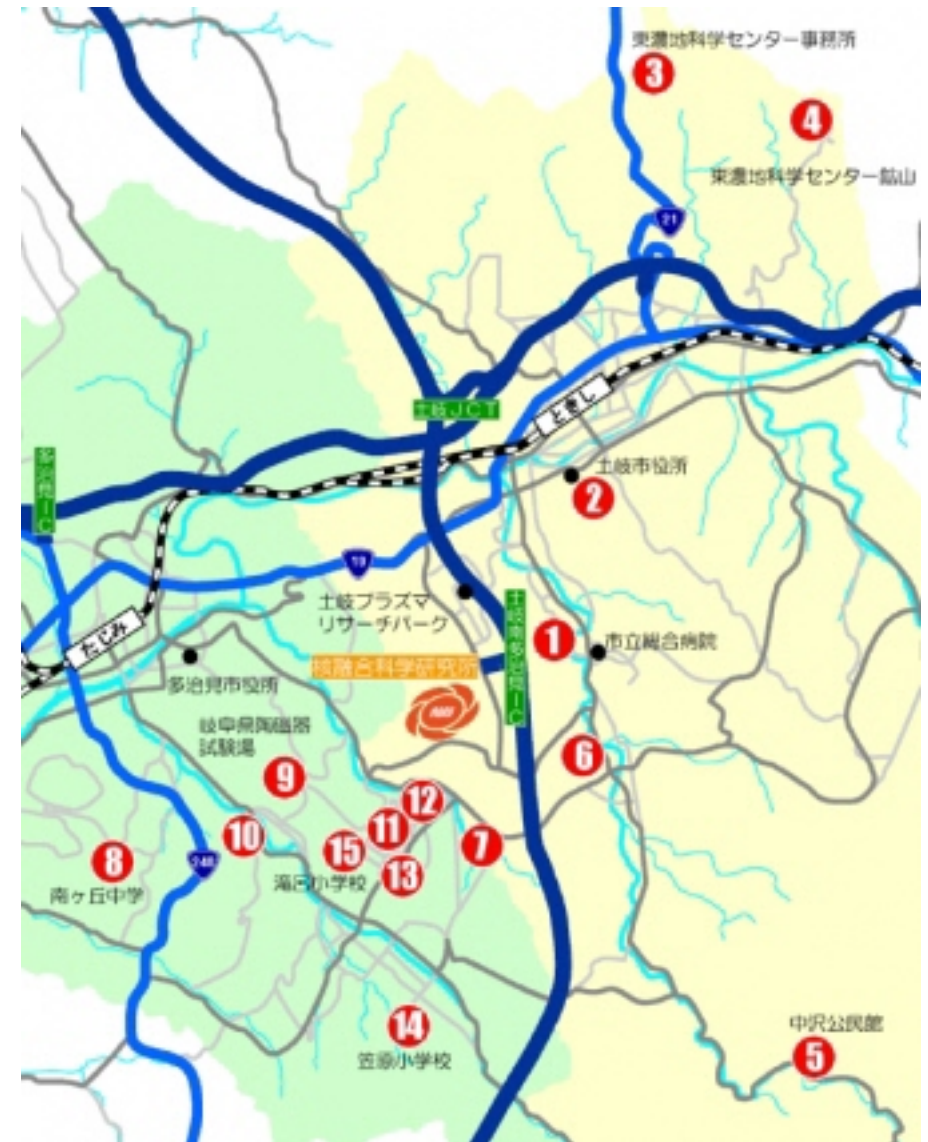 東濃地科学センター事務所
3
4
東濃地科学センター鉱山
21
土岐JCT
ときし
多治見IC
土岐市役所
2
19
土岐プラズマ
リサーチパーク
土岐南多治見IC
1
市立総合病院
たじみ
核融合科学研究所
多治見市役所
岐阜県陶磁器
試験場
6
9
12
11
10
15
7
13
8
248
滝呂小学校
南ヶ丘中学
14
笠原小学校
中沢公民館
5